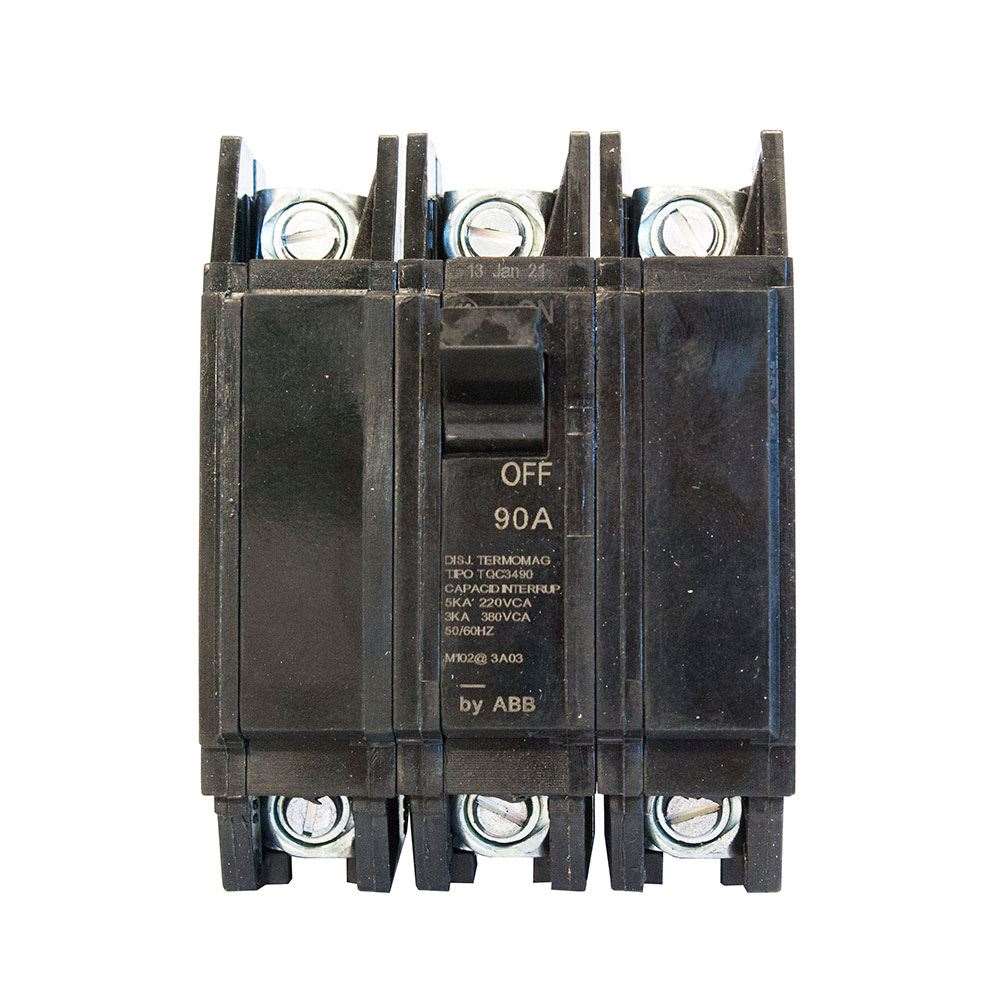 13 Jan 21
ON
OFF
90A
DISJ. TERMOMAG
TIPO TQC3490
CAPACID INTERRUP.
5KA 220VCA
3KA 380VCA
50/60HZ
M102@ 3A03
by ABB